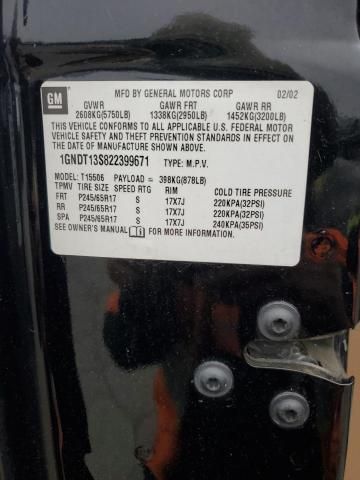 GM
MFD BY GENERAL MOTORS CORP 02/02
GVWR GAWR FRT GAWR RR
2608KG(5750LB) 1338KG(2950LB) 1452KG(3200LB)
THIS VEHICLE CONFORMS TO ALL APPLICABLE U.S. FEDERAL MOTOR
VEHICLE SAFETY AND THEFT PREVENTION STANDARDS IN EFFECT ON
THE DATE OF MANUFACTURE SHOWN ABOVE.
1GNDT13S822399671 TYPE: M.P.V.
MODEL: T15506 PAYLOAD = 398KG(878LB)
TPMV TIRE SIZE SPEED RTG RIM COLD TIRE PRESSURE
FRT P245/65R17 S 17X7J 220KPA(32PSI)
RR P245/65R17 S 17X7J 220KPA(32PSI)
SPA P245/65R17 S 17X7J 240KPA(35PSI)
SEE OWNER'S MANUAL FOR MORE INFORMATION.